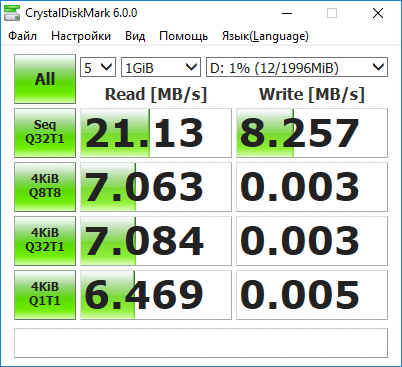 CrystalDiskMark 6.0.0
Файл Настройки Вид Помощь Язык(Language)
All 5 1GiB D: 1% (12/1996MiB)
Read [MB/s] Write [MB/s]
Seq Q32T1 21.13 8.257
4KiB Q8T8 7.063 0.003
4KiB Q32T1 7.084 0.003
4KiB Q1T1 6.469 0.005